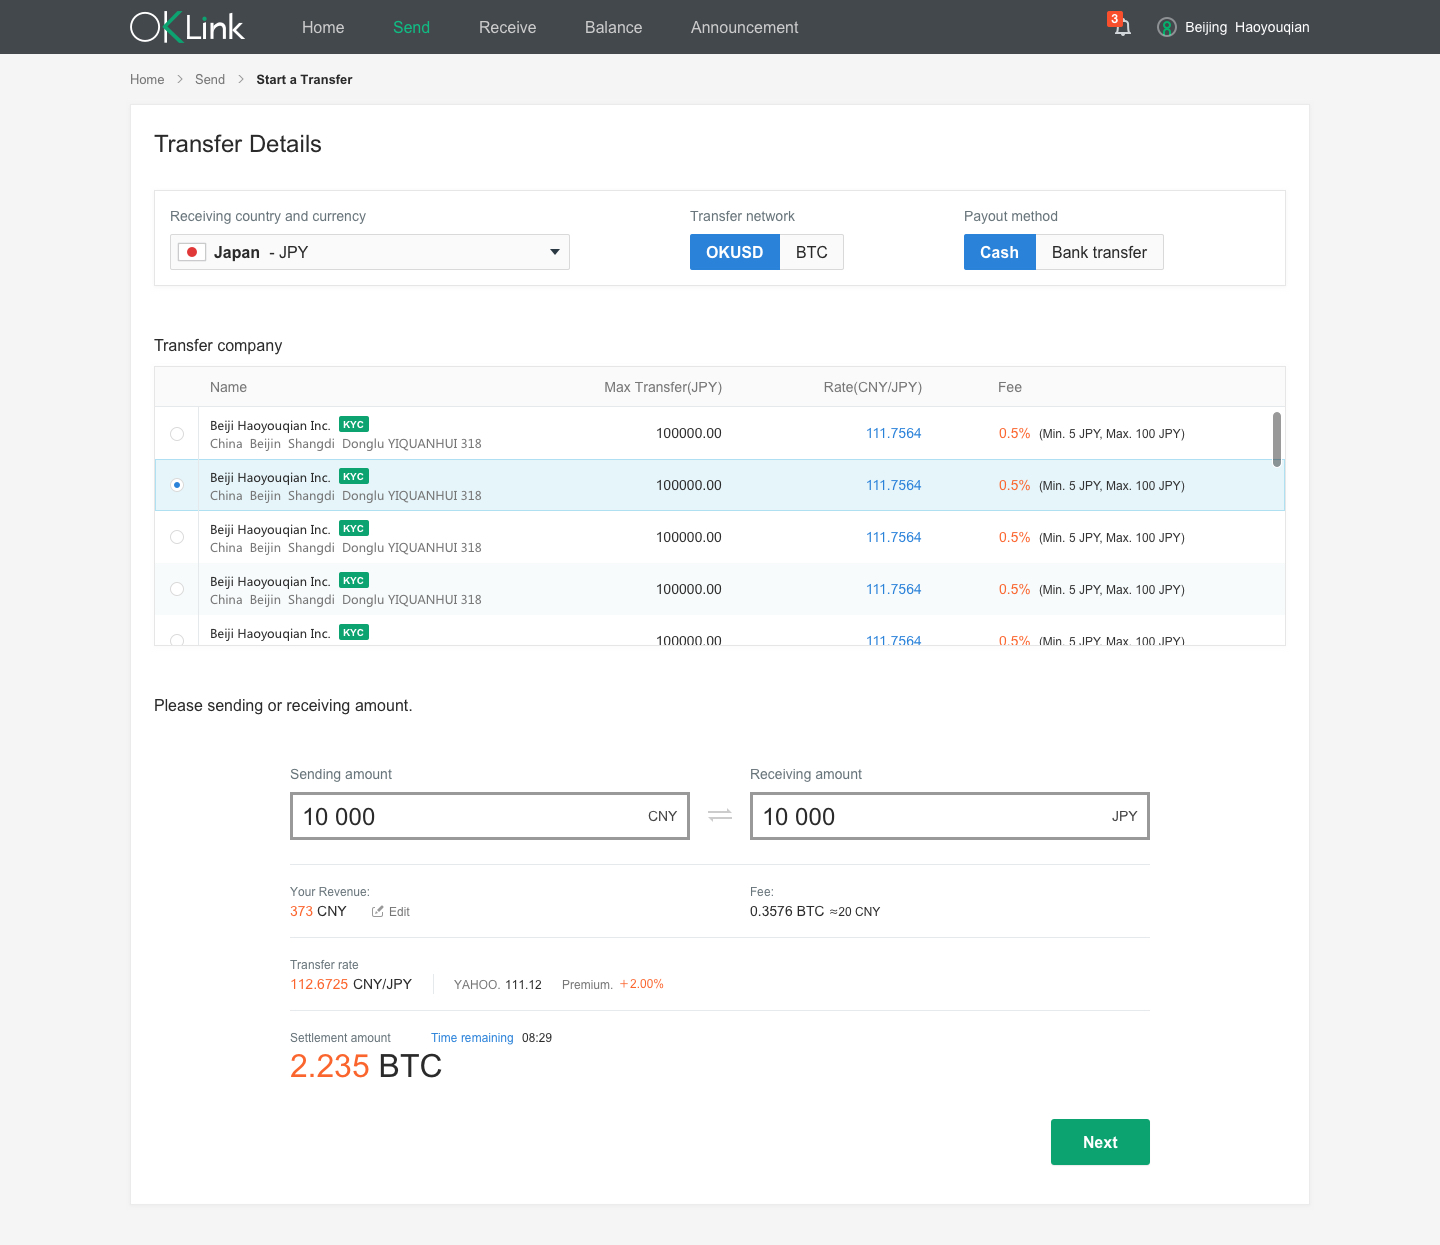 OKLink Home Send Receive Balance Announcement 3 Beijing Haoyouqian
Home > Send > Start a Transfer
Transfer Details
Receiving country and currency Transfer network Payout method
Japan - JPY OKUSD BTC Cash Bank transfer
Transfer company
Name Max Transfer(JPY) Rate(CNY/JPY) Fee
Beiji Haoyouqian Inc. KYC
China Beijin Shangdi Donglu YIQUANHUI 318 100000.00 111.7564 0.5% (Min. 5 JPY, Max. 100 JPY)
Beiji Haoyouqian Inc. KYC
China Beijin Shangdi Donglu YIQUANHUI 318 100000.00 111.7564 0.5% (Min. 5 JPY, Max. 100 JPY)
Beiji Haoyouqian Inc. KYC
China Beijin Shangdi Donglu YIQUANHUI 318 100000.00 111.7564 0.5% (Min. 5 JPY, Max. 100 JPY)
Beiji Haoyouqian Inc. KYC
China Beijin Shangdi Donglu YIQUANHUI 318 100000.00 111.7564 0.5% (Min. 5 JPY, Max. 100 JPY)
Beiji Haoyouqian Inc. KYC
100000.00 111.7564 0.5% (Min. 5 JPY, Max. 100 JPY)
Please sending or receiving amount.
Sending amount Receiving amount
10 000 CNY 10 000 JPY
Your Revenue: Fee:
373 CNY Edit 0.3576 BTC ≈20 CNY
Transfer rate
112.6725 CNY/JPY YAHOO. 111.12 Premium. +2.00%
Settlement amount Time remaining 08:29
2.235 BTC
Next